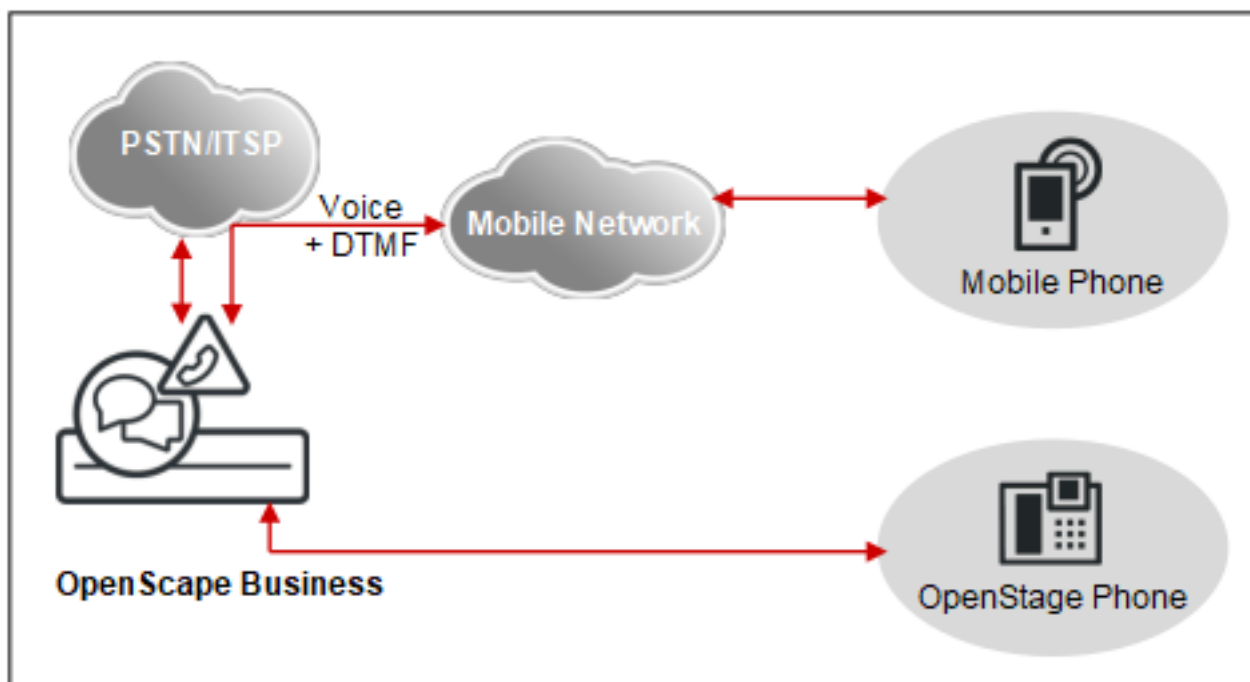 PSTN/ITSP
Voice
+ DTMF
Mobile Network
Mobile Phone
OpenScape Business
OpenStage Phone